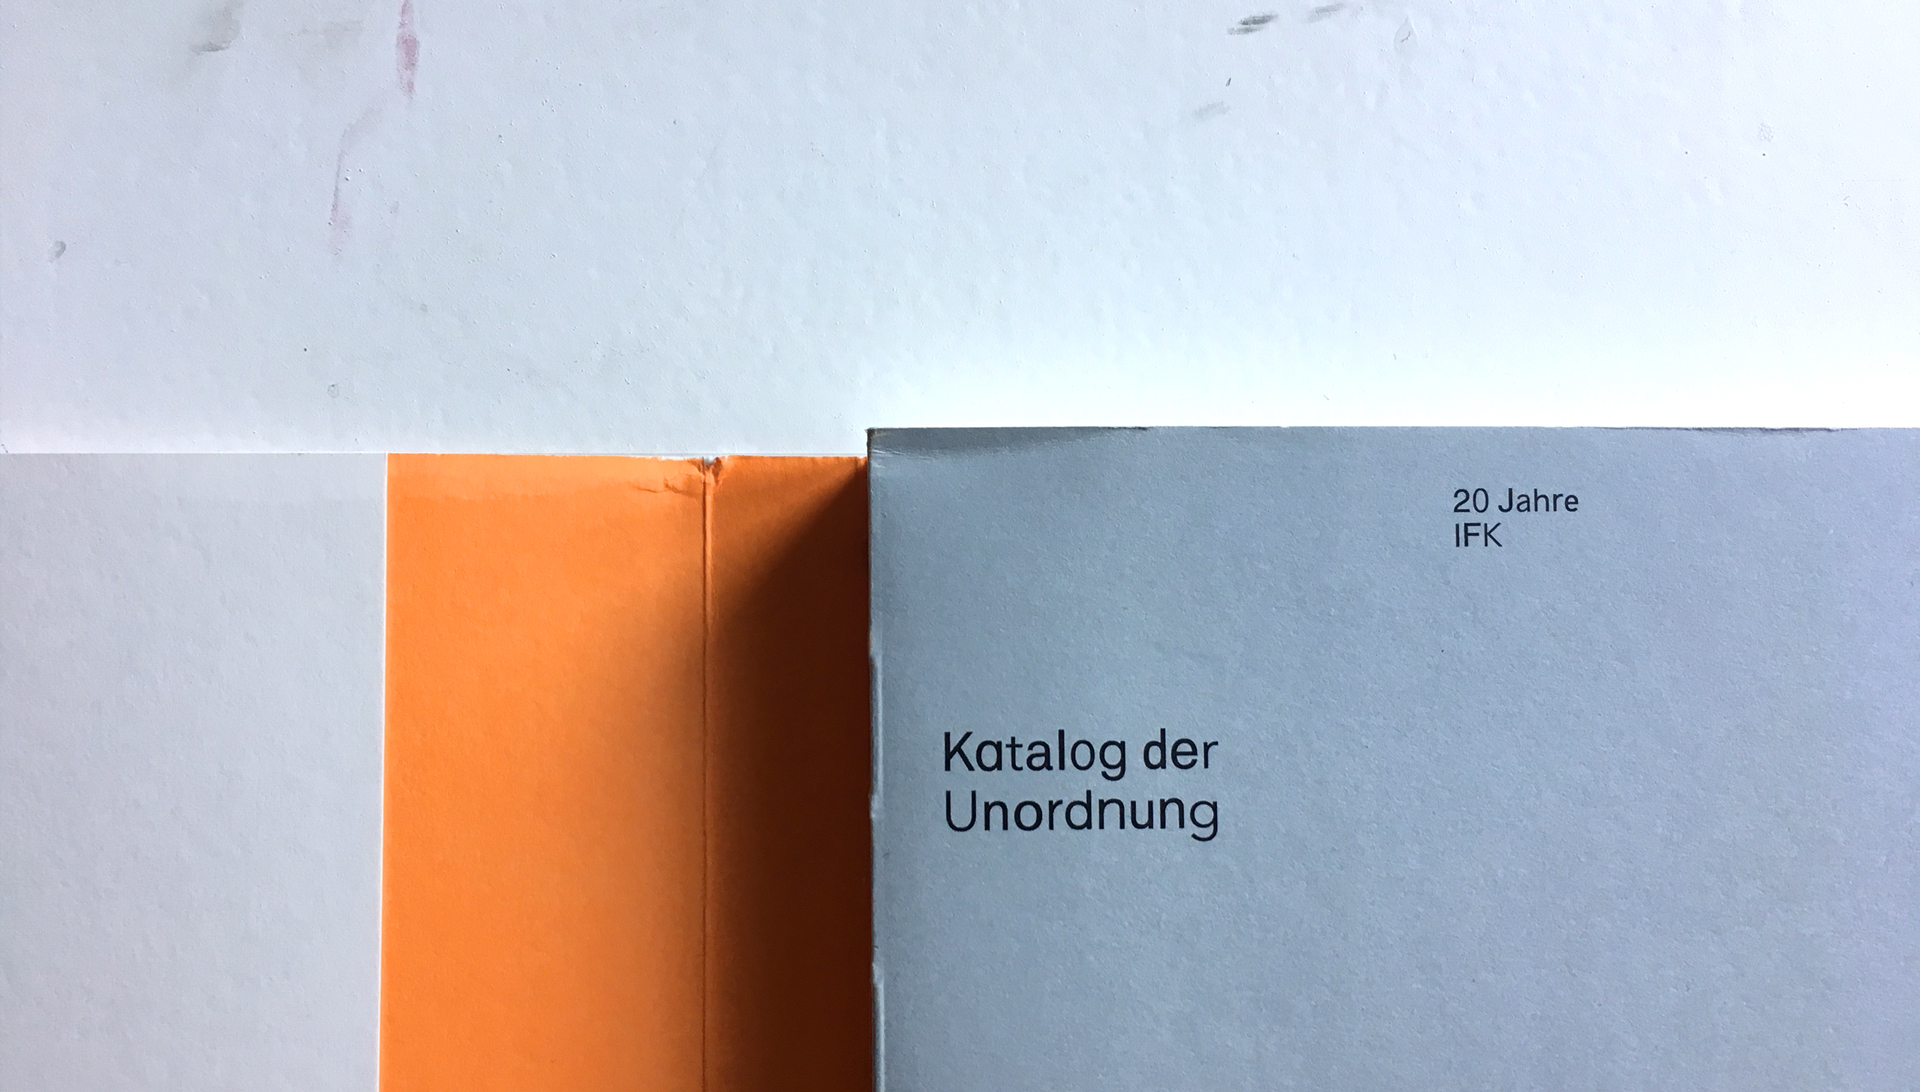 20 Jahre
IFK
Katalog der
Unordnung